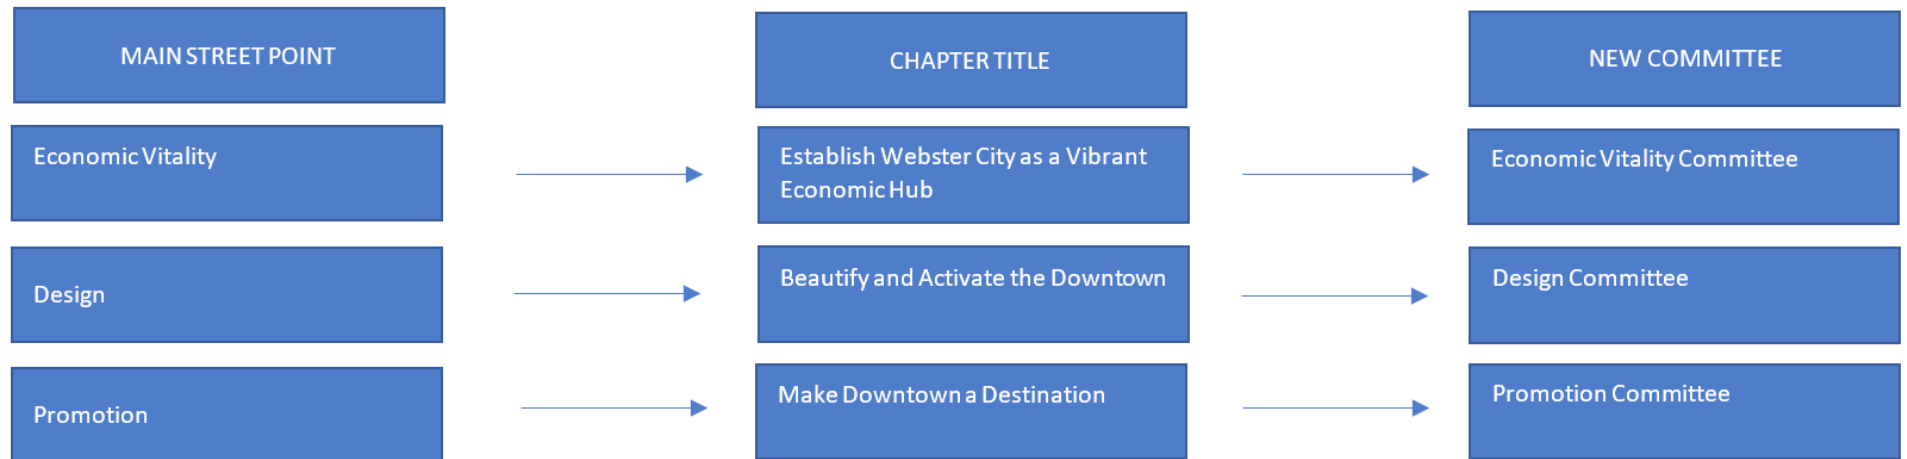 MAIN STREET POINT
CHAPTER TITLE
NEW COMMITTEE
Economic Vitality
Establish Webster City as a Vibrant
Economic Hub
Economic Vitality Committee
Design
Beautify and Activate the Downtown
Design Committee
Promotion
Make Downtown a Destination
Promotion Committee